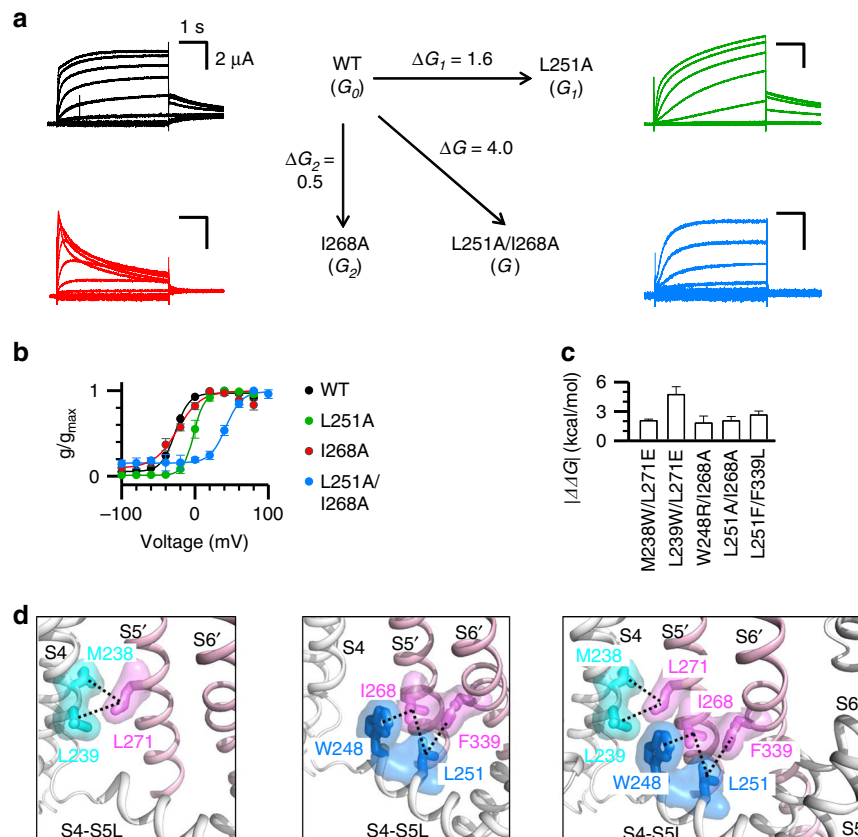 a
1 s
2 μA
WT
(G0)
ΔG1 = 1.6
L251A
(G1)
ΔG2 =
0.5
ΔG = 4.0
I268A
(G2)
L251A/I268A
(G)
b
g/gmax
1
0
–100
0
100
Voltage (mV)
WT
L251A
I268A
L251A/
I268A
c
|ΔΔG| (kcal/mol)
6
3
0
M238W/L271E
L239W/L271E
W248R/I268A
L251A/I268A
L251F/F339L
d
S4
S5′
S6′
M238
L239
L271
S4
S5′
S6′
I268
W248
F339
L251
S4-S5L
S4
S5′
S6′
M238
L271
I268
L239
F339
W248
L251
S6
S4-S5L
S5